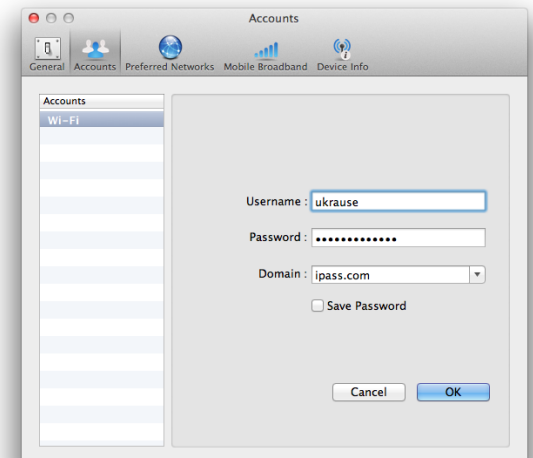 Accounts
General Accounts Preferred Networks Mobile Broadband Device Info
Accounts
Wi-Fi
Username : ukrause
Password : •••••••••••••
Domain : ipass.com
Save Password
Cancel OK